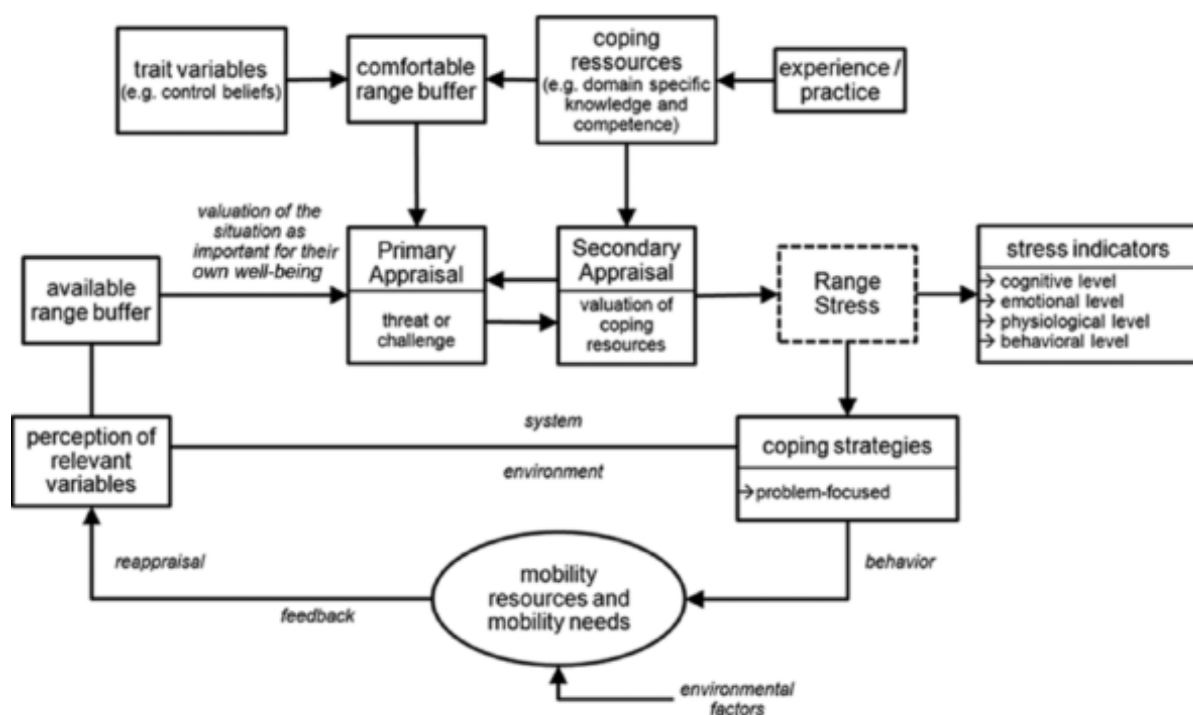 trait variables
(e.g. control beliefs)
comfortable
range buffer
coping
ressources
(e.g. domain specific
knowledge and
competence)
experience /
practice
valuation of the
situation as
important for their
own well-being
available
range buffer
Primary
Appraisal
threat or
challenge
Secondary
Appraisal
valuation of
coping
resources
Range
Stress
stress indicators
→ cognitive level
→ emotional level
→ physiological level
→ behavioral level
perception of
relevant
variables
system
environment
coping strategies
→ problem-focused
reappraisal
feedback
mobility
resources and
mobility needs
behavior
environmental
factors